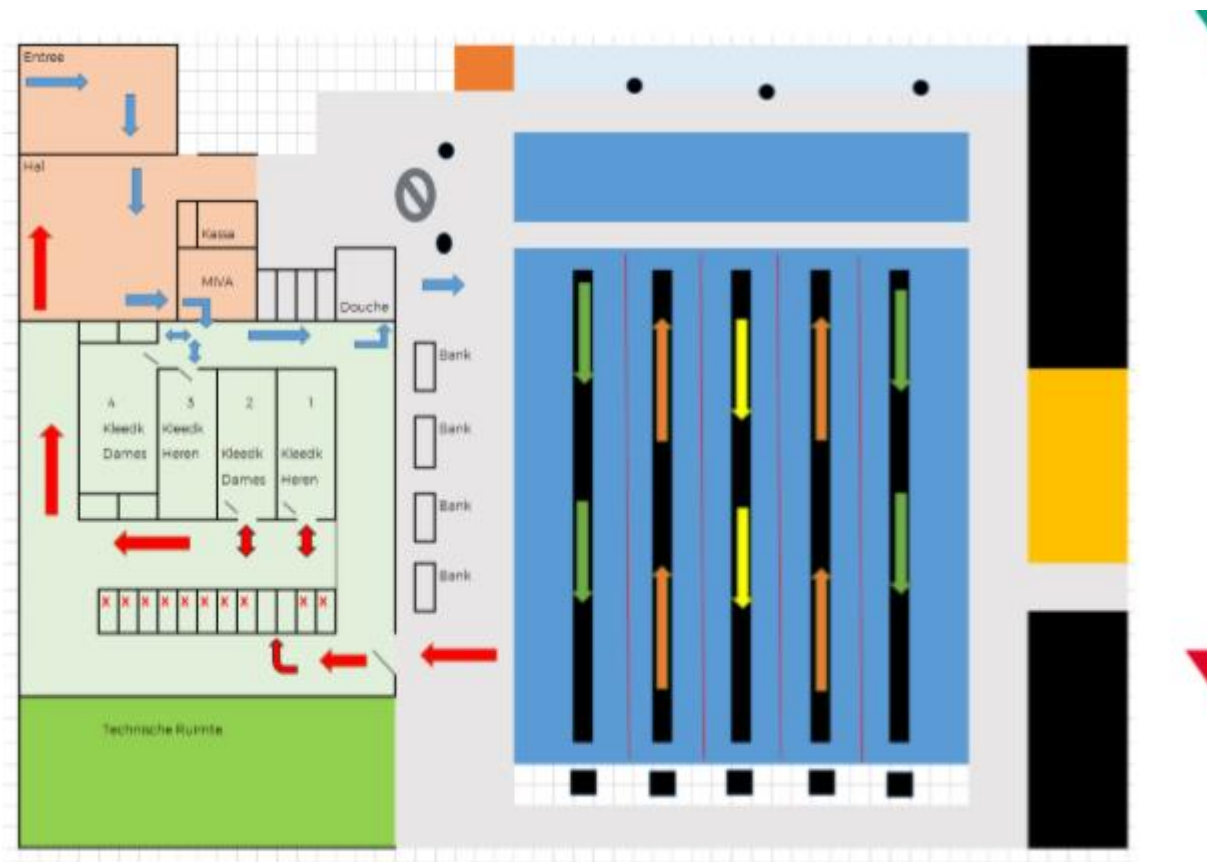 Entree
Hal
Kassa
MIVA
Douche
Bank
4
3
2
1
Kleedk
Dames
Kleedk
Heren
Kleedk
Dames
Kleedk
Heren
Bank
Bank
Bank
X X X X X X X X X X
Technische Ruimte